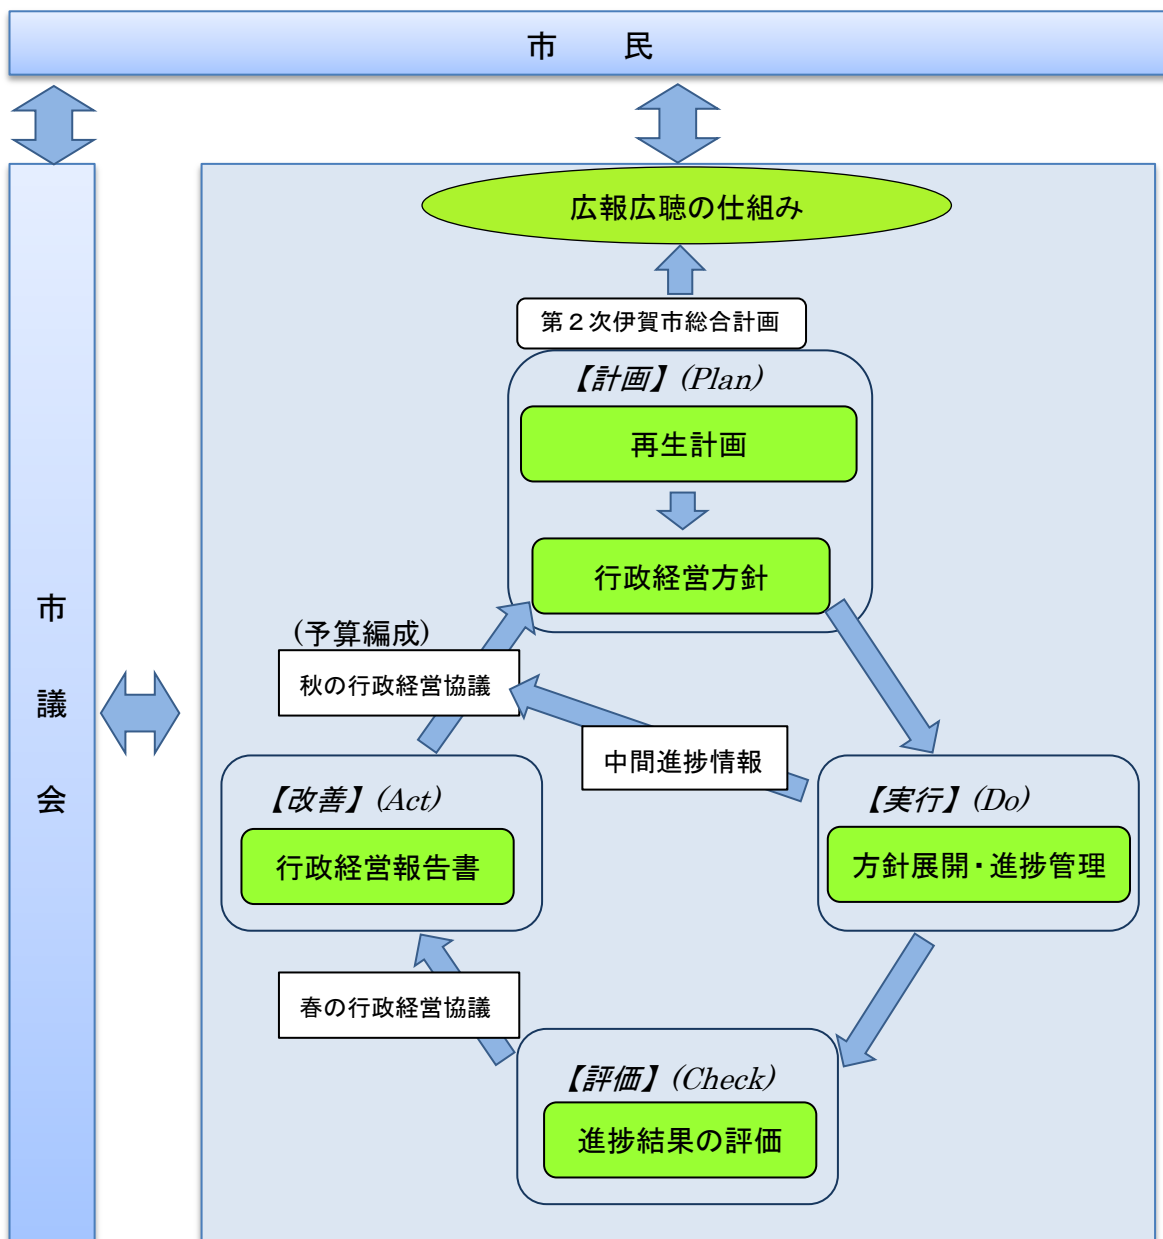 市　　民
広報広聴の仕組み
第２次伊賀市総合計画
【計画】(Plan)
再生計画
行政経営方針
(予算編成)
秋の行政経営協議
中間進捗情報
市議会
【改善】(Act)
行政経営報告書
【実行】(Do)
方針展開・進捗管理
春の行政経営協議
【評価】(Check)
進捗結果の評価